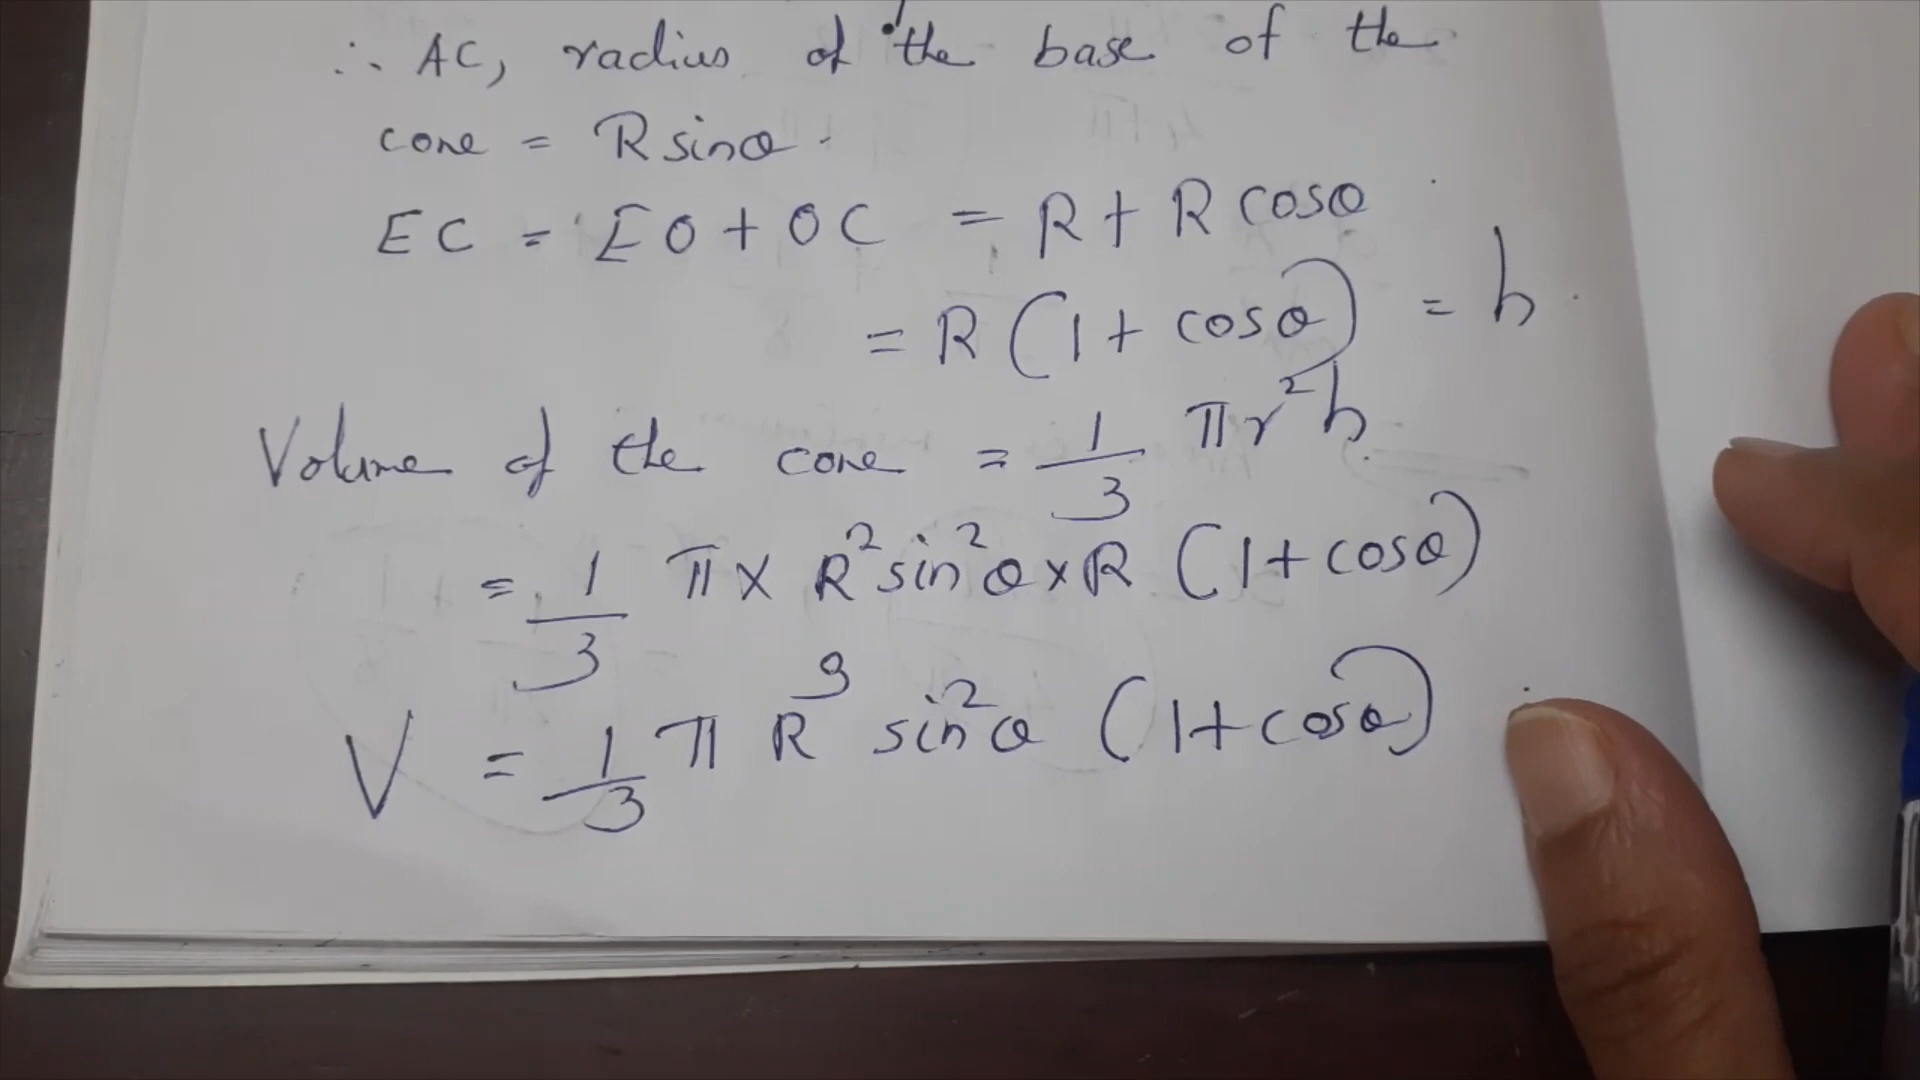 ∴ AC, radius of the base of the
cone = R sinθ.
EC = EO + OC = R + R cosθ
= R (1 + cosθ) = h
Volume of the cone = 1/3 πr²h
= 1/3 π × R² sin²θ × R (1 + cosθ)
V = 1/3 π R³ sin²θ (1 + cosθ)